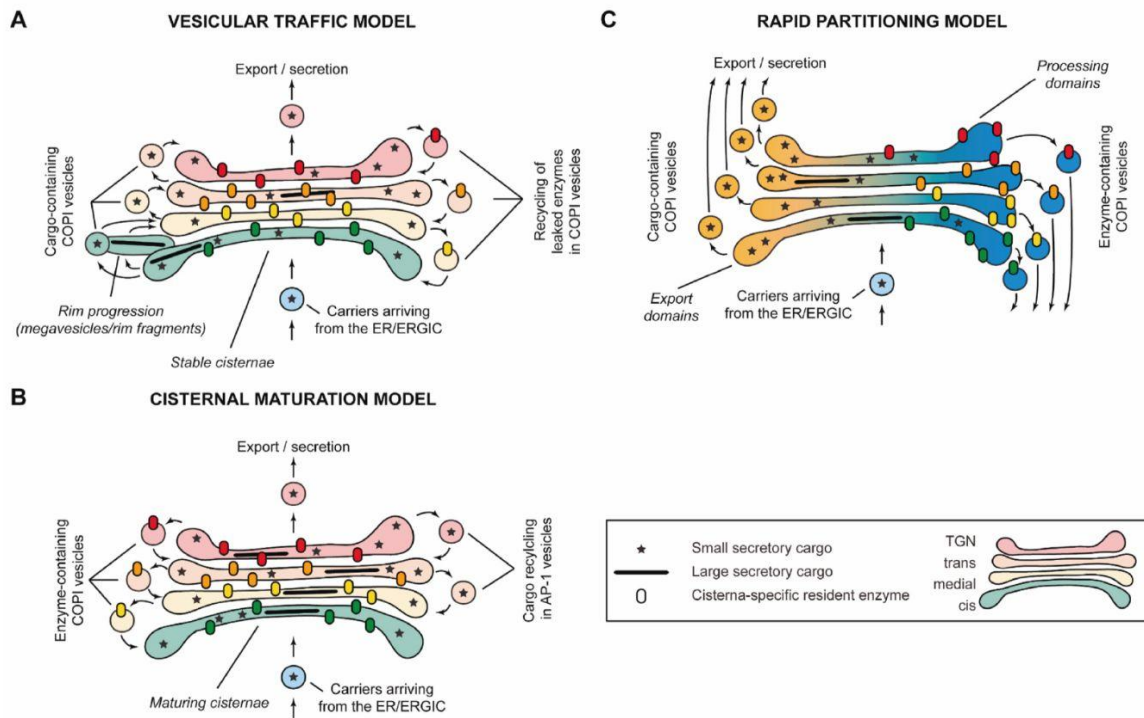 A
VESICULAR TRAFFIC MODEL
Export / secretion
Cargo-containing
COPI vesicles
Recycling of
leaked enzymes
in COPI vesicles
Rim progression
(megavesicles/rim fragments)
Carriers arriving
from the ER/ERGIC
Stable cisternae
B
CISTERNAL MATURATION MODEL
Export / secretion
Enzyme-containing
COPI vesicles
Cargo recylcling
in AP-1 vesicles
Maturing cisternae
Carriers arriving
from the ER/ERGIC
C
RAPID PARTITIONING MODEL
Export / secretion
Processing
domains
Cargo-containing
COPI vesicles
Enzyme-containing
COPI vesicles
Export
domains
Carriers arriving
from the ER/ERGIC
Small secretory cargo
Large secretory cargo
Cisterna-specific resident enzyme
TGN
trans
medial
cis